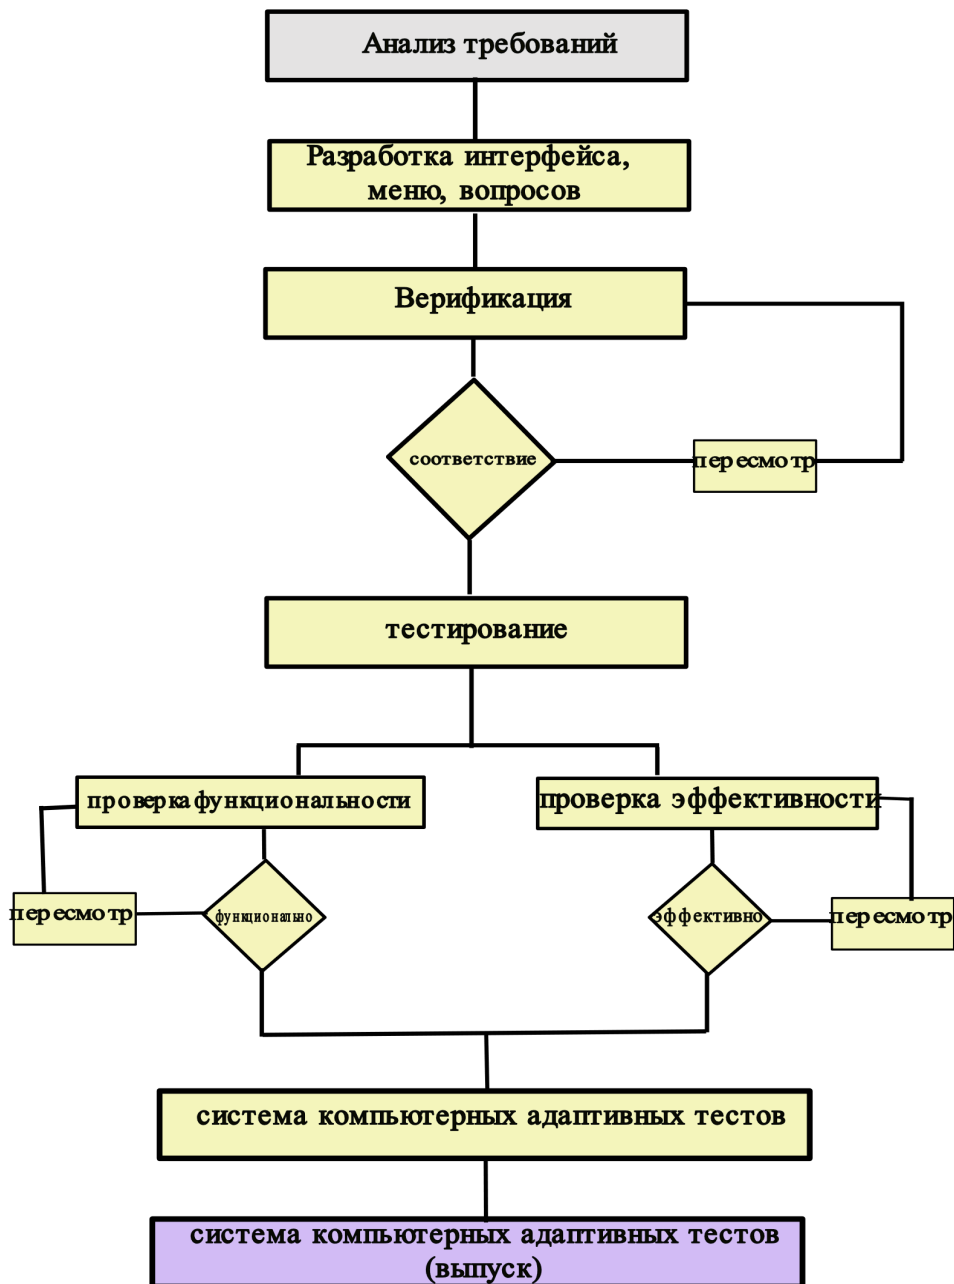 Анализ требований
Разработка интерфейса,
меню, вопросов
Верификация
соответствие
пересмотр
тестирование
проверка функциональности
проверка эффективности
пересмотр
функционально
эффективно
пересмотр
система компьютерных адаптивных тестов
система компьютерных адаптивных тестов
(выпуск)